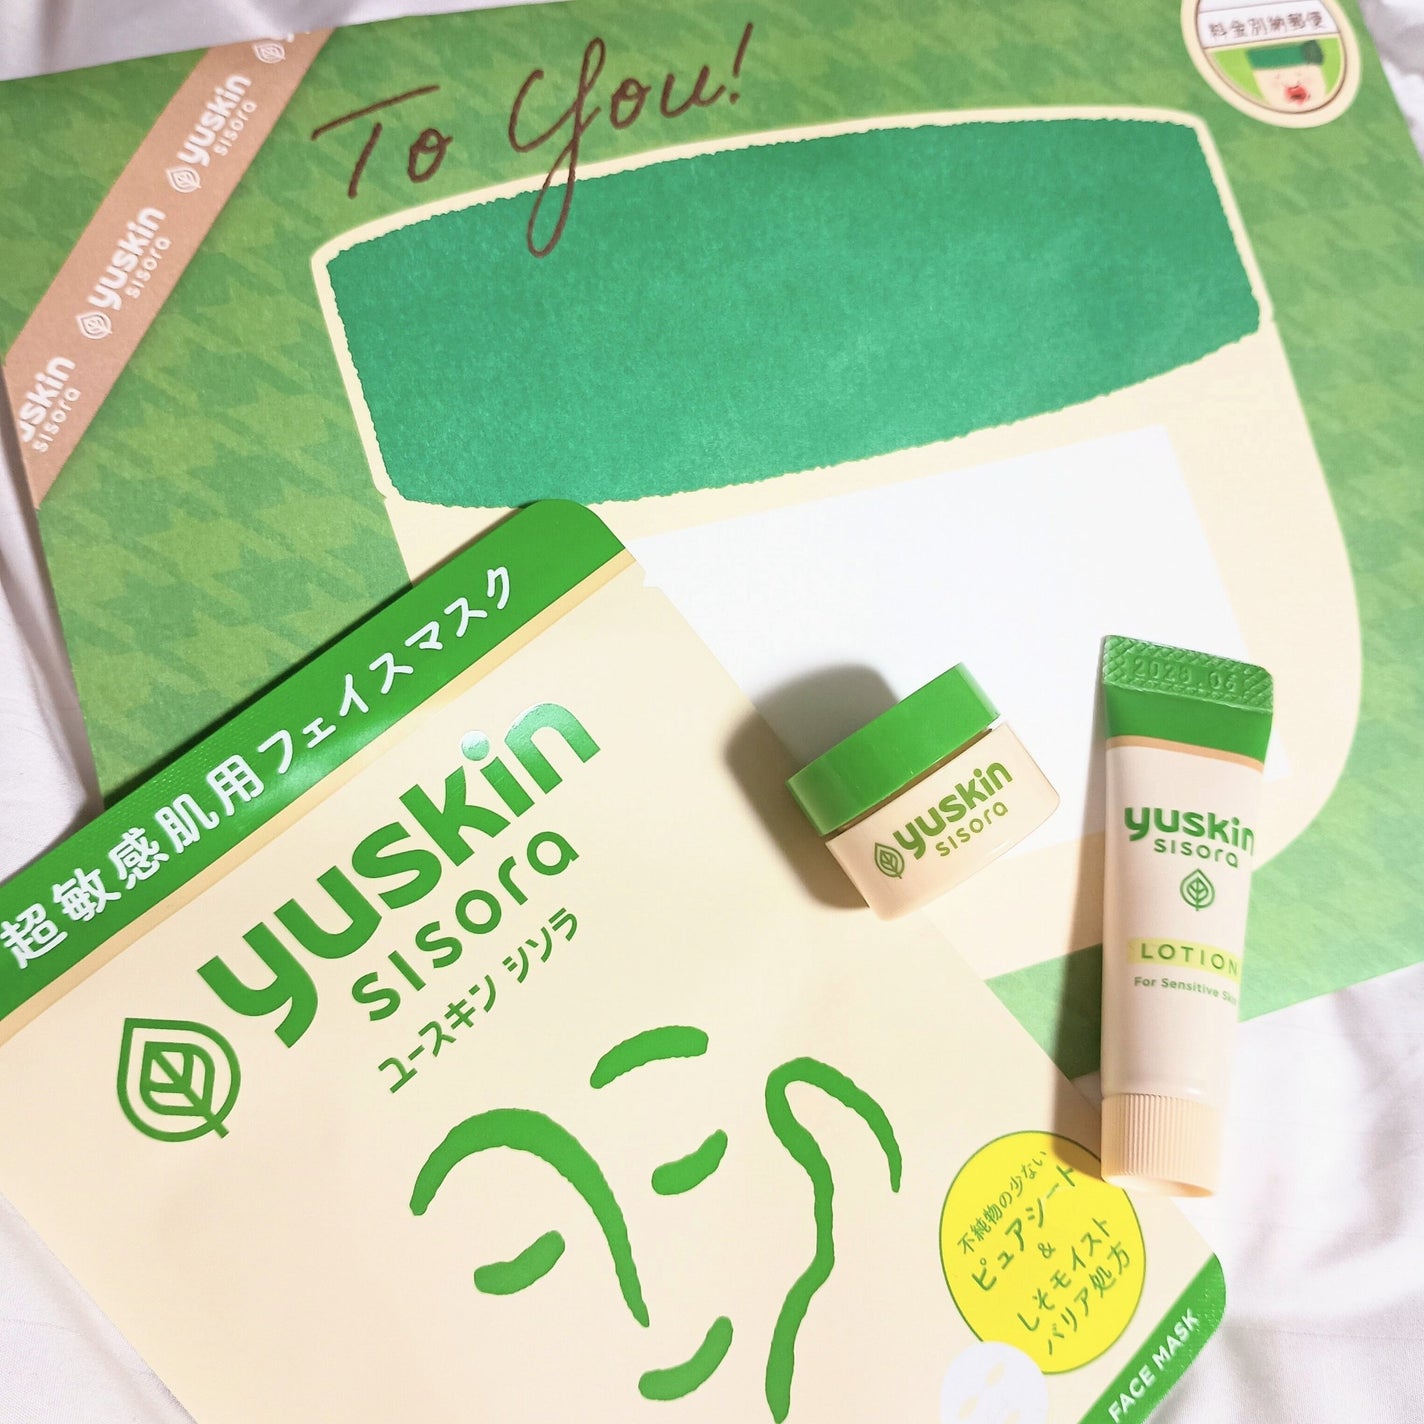 To You!
料金別納郵便
yuskin
sisora
yuskin
sisora
yuskin
sisora
超敏感肌用フェイスマスク
yuskin
sisora
ユースキン シソラ
yuskin
sisora
yuskin
sisora
LOTION
For Sensitive Skin
不純物の少ない
ピュアシート
&
しそモイスト
バリア処方
FACE MASK